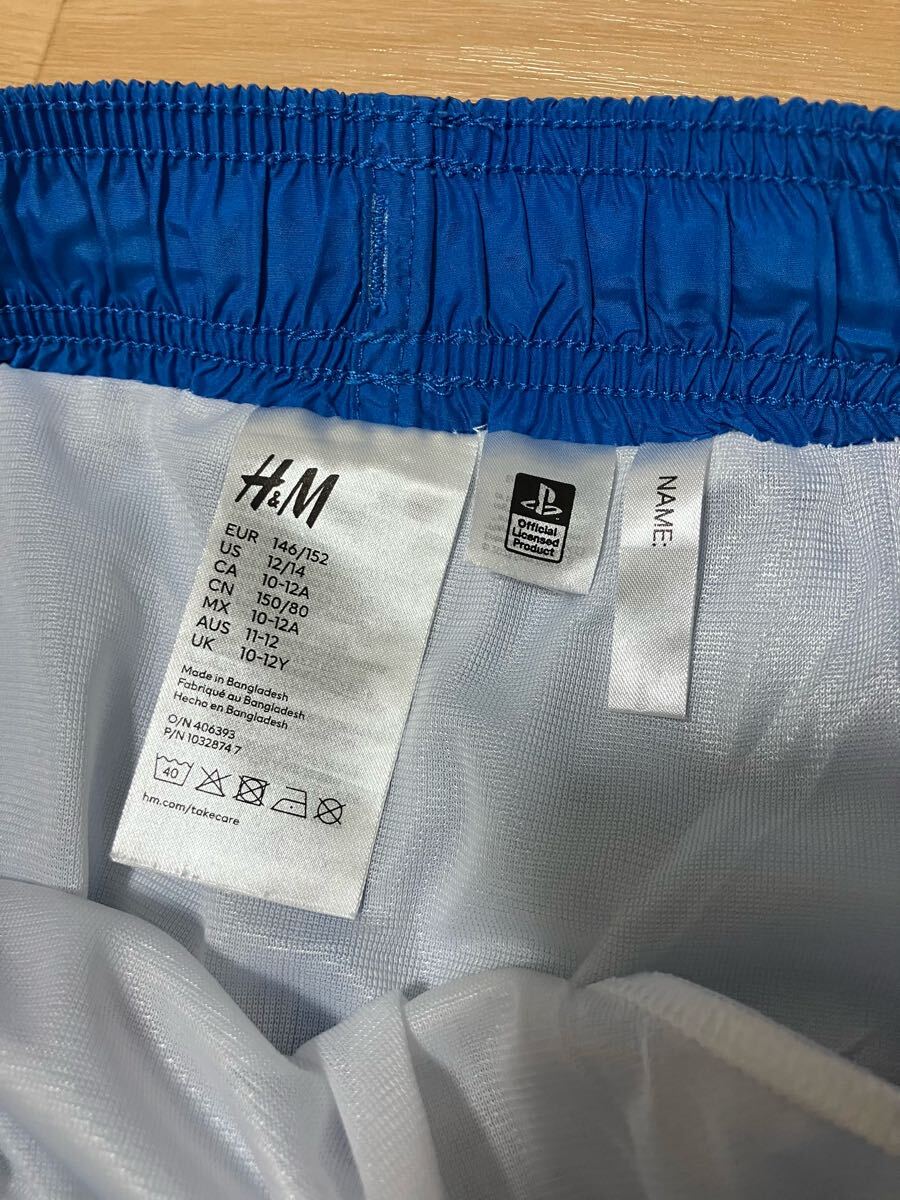 H&M
EUR 146/152
US 12/14
CA 10-12A
CN 150/80
MX 10-12A
AUS 11-12
UK 10-12Y
Made in Bangladesh
Fabriqué au Bangladesh
Hecho en Bangladesh
O/N 406393
P/N 1032874 7
40
hm.com/takecare
Official
Licensed
Product
NAME: